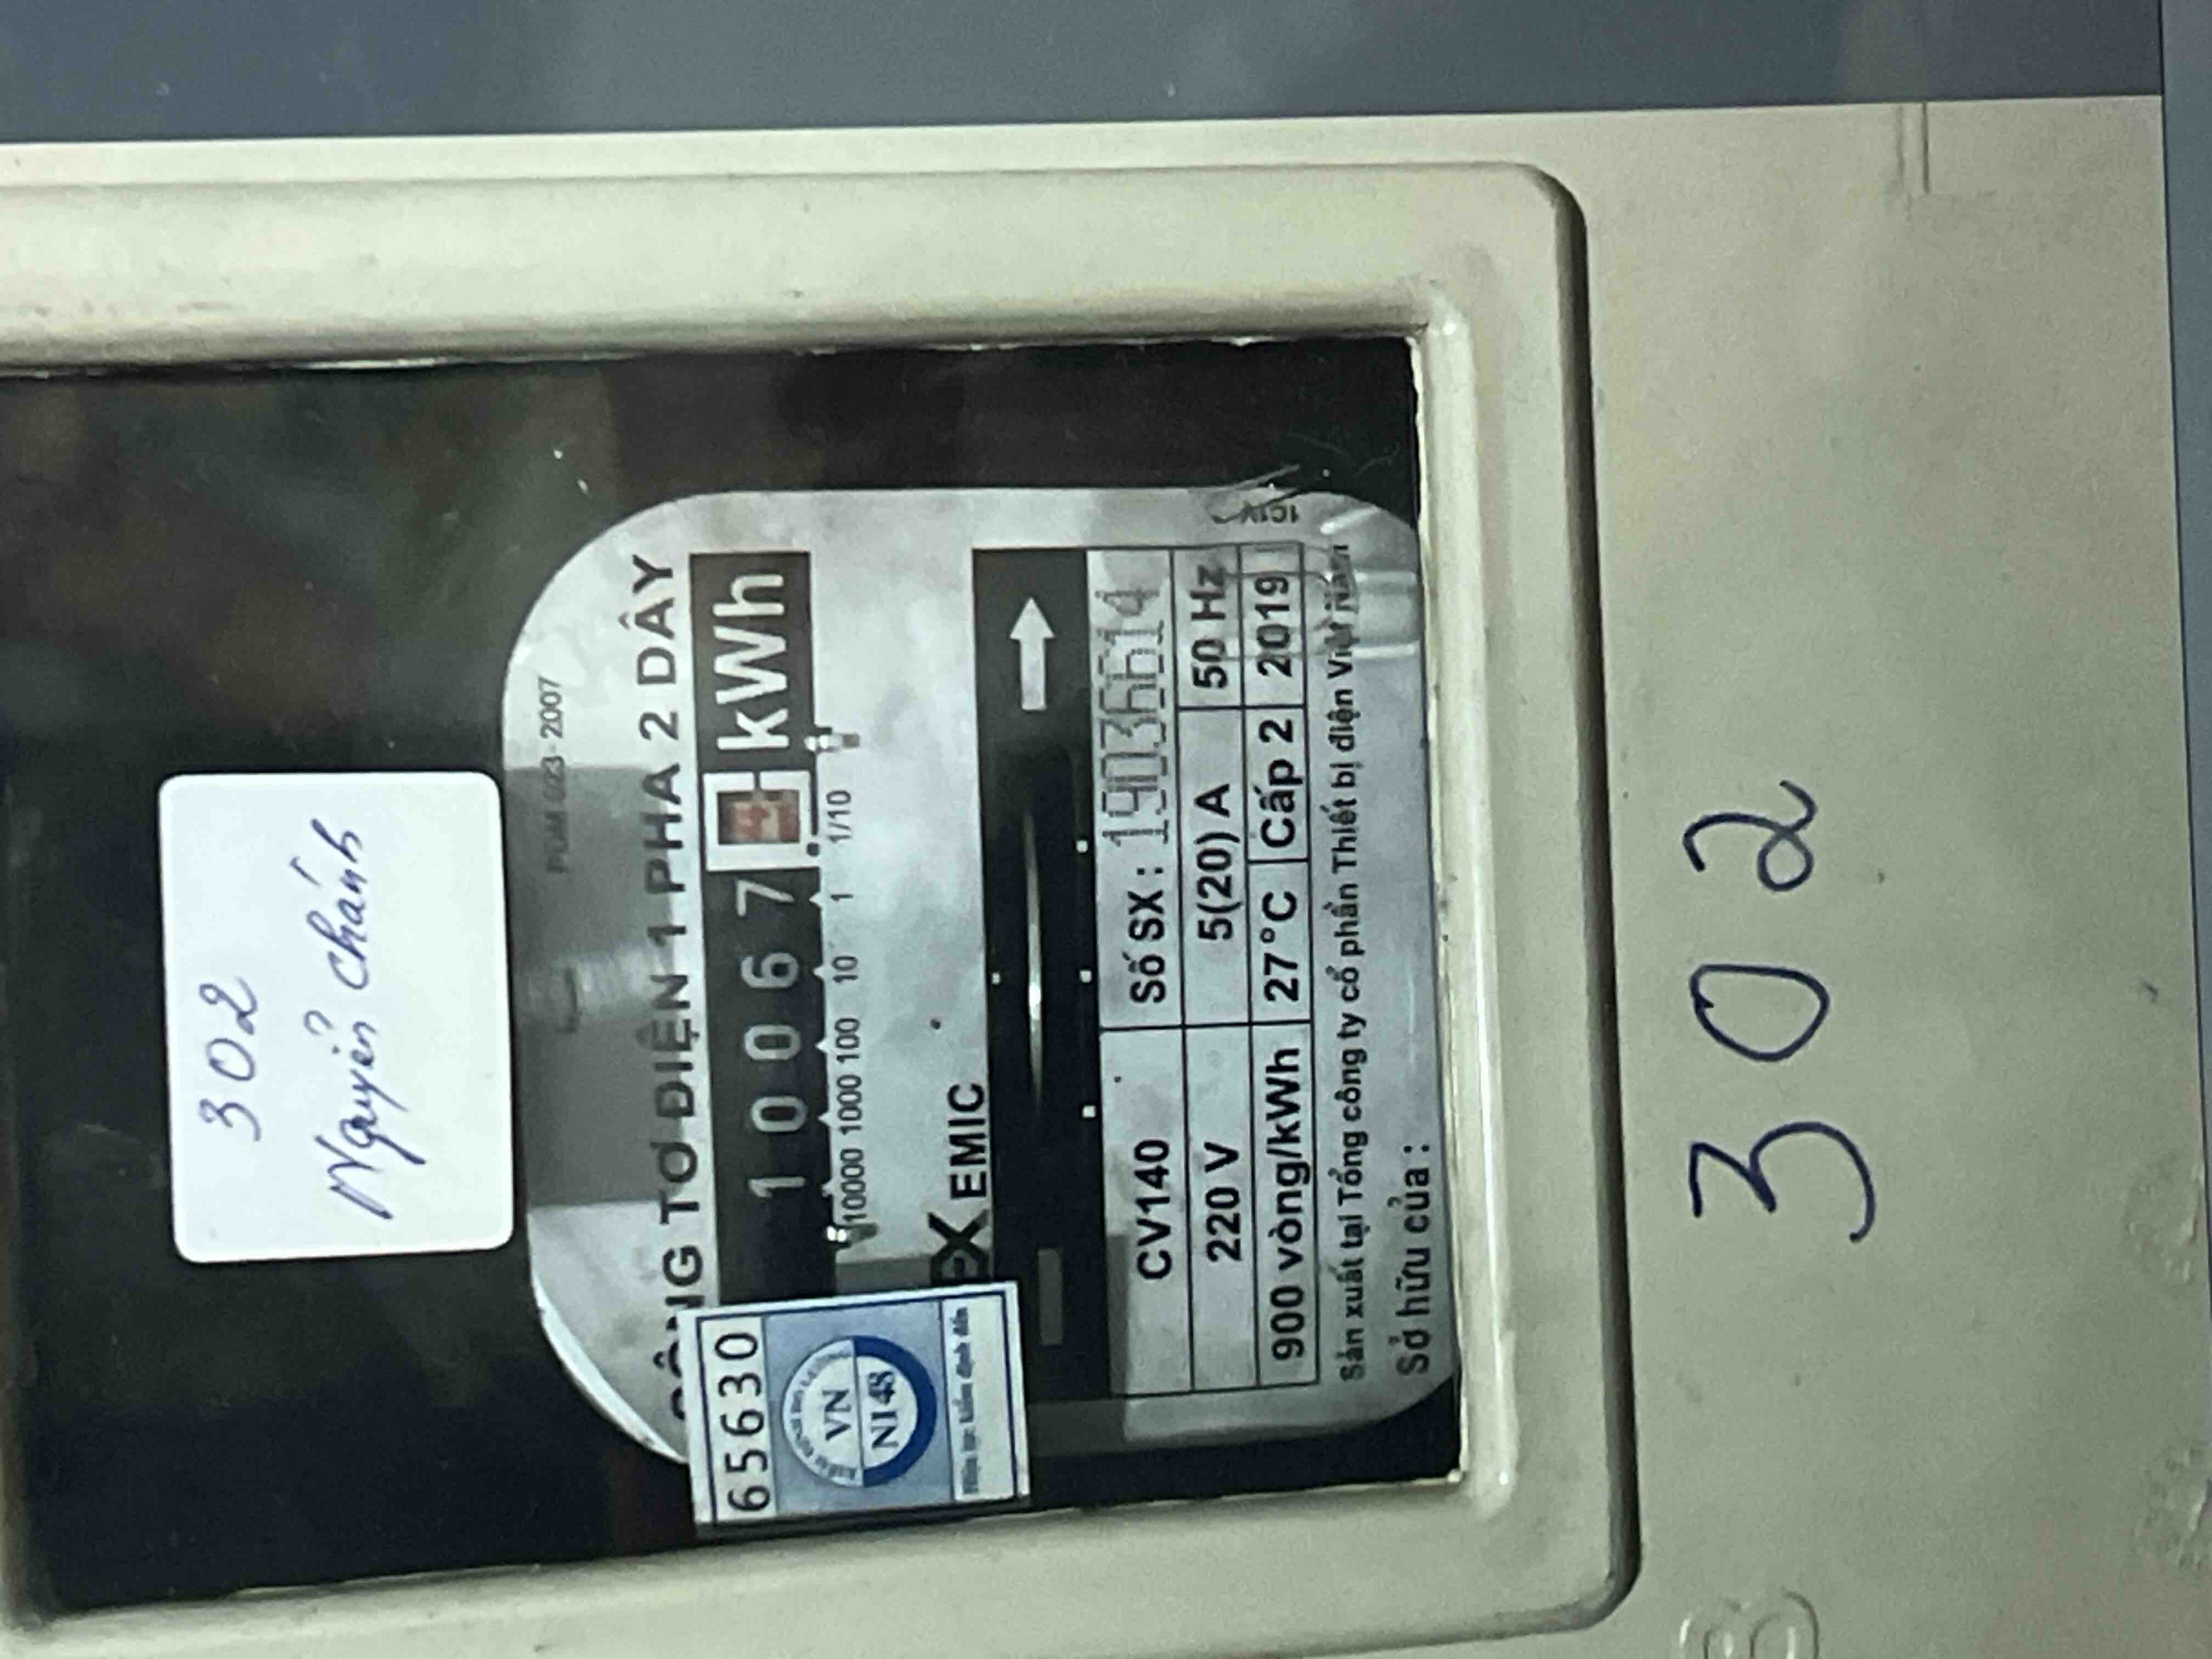 302
Nguyễn Chánh
PĐM 023 - 2007
CÔNG TƠ ĐIỆN 1 PHA 2 DÂY
1 0 0 6 7 kWh
10000 1000 100 10 1 1/10
EMIC
CV140 Số SX : 19036614
220 V 5(20) A 50 Hz
900 vòng/kWh 27°C Cấp 2 2019
Sản xuất tại Tổng công ty cổ phần Thiết bị điện Việt Nam
Sở hữu của :
65630
VN
N148
302